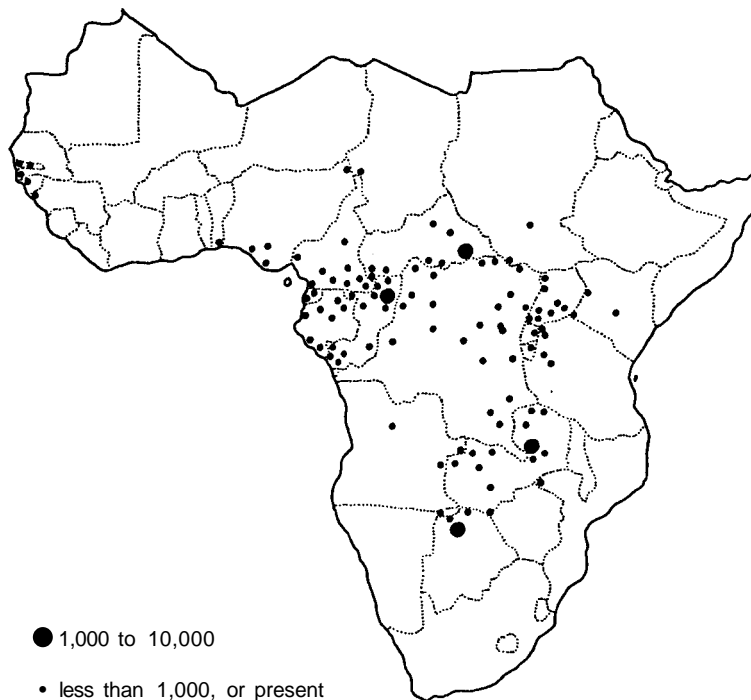 1,000 to 10,000
less than 1,000, or present